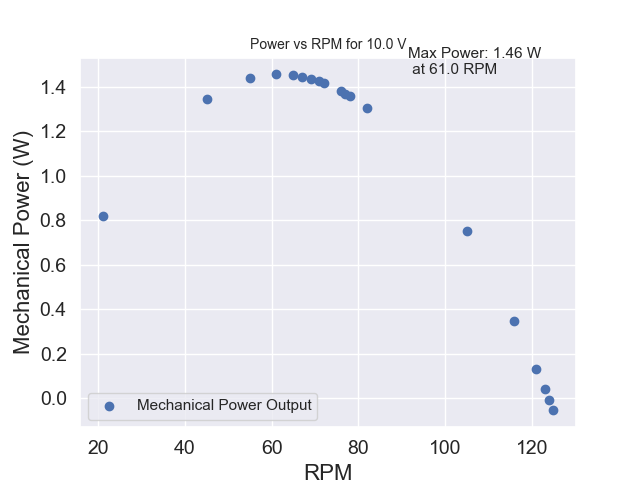 Power vs RPM for 10.0 V
Max Power: 1.46 W
at 61.0 RPM
Mechanical Power (W)
1.4
1.2
1.0
0.8
0.6
0.4
0.2
0.0
Mechanical Power Output
20 40 60 80 100 120
RPM